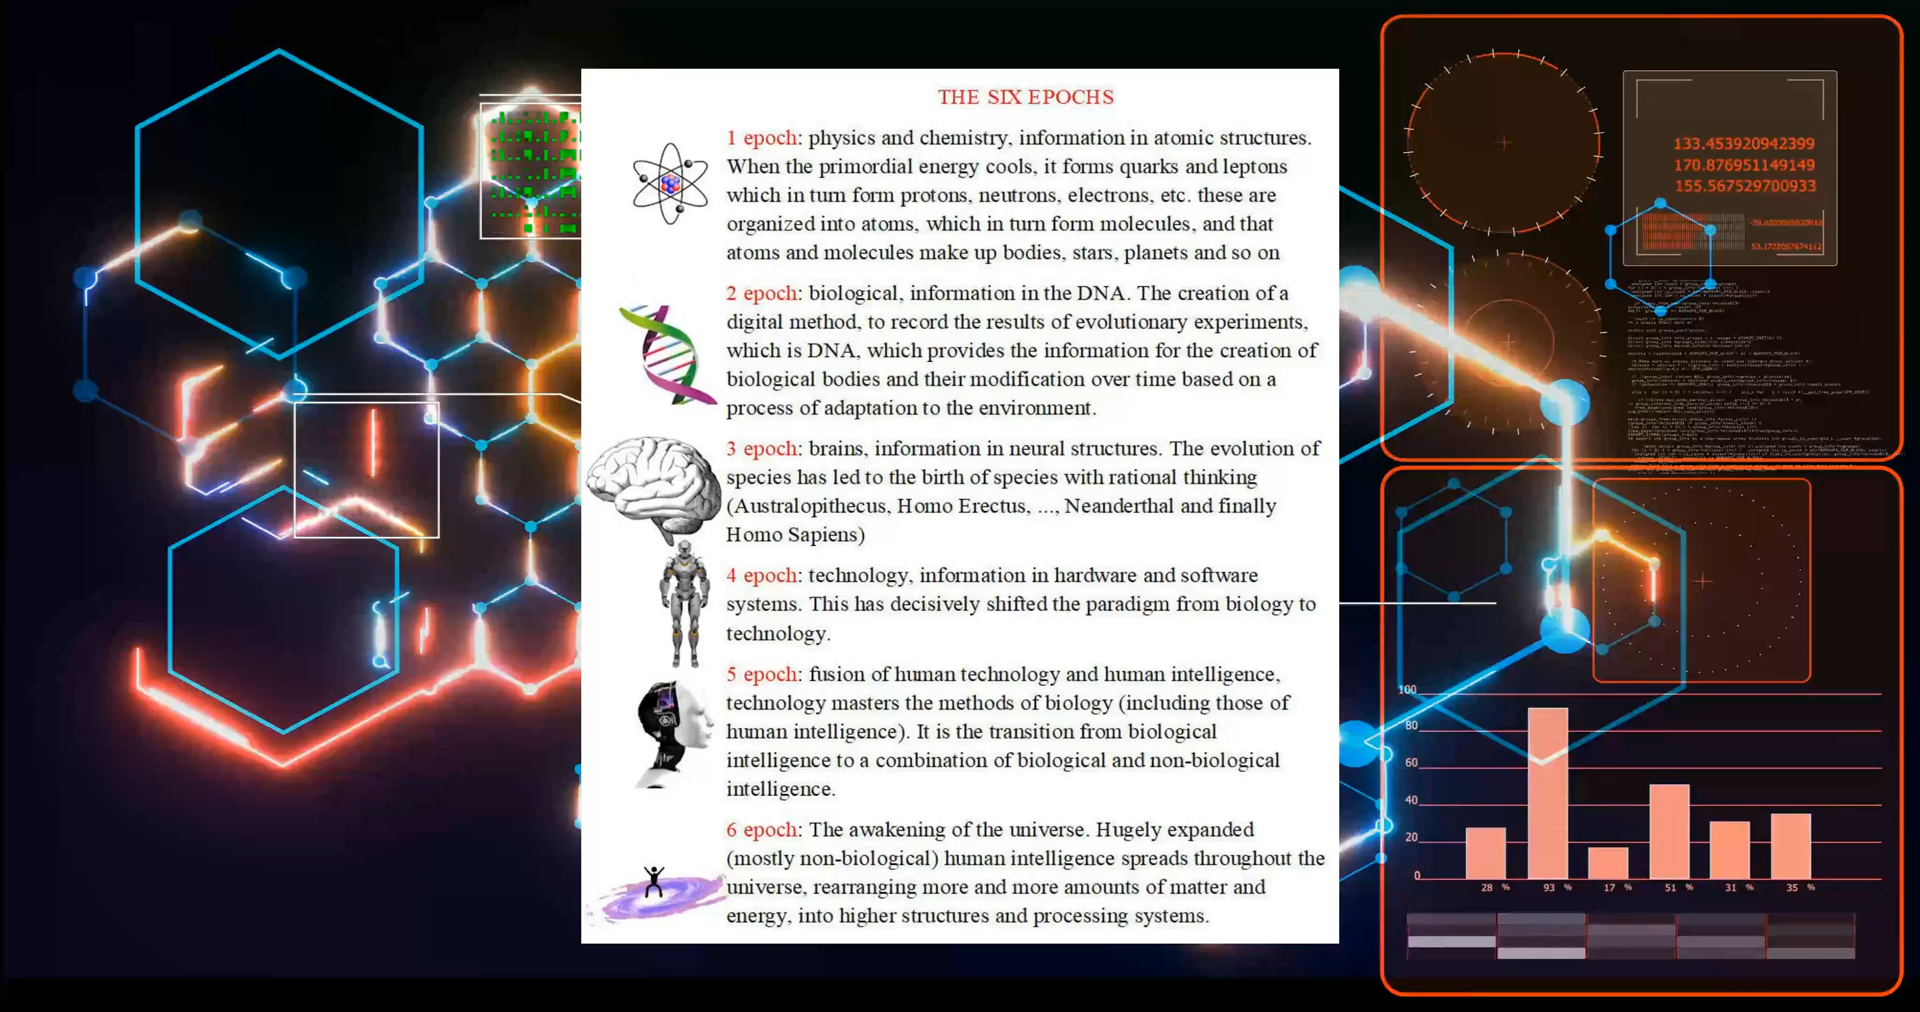 THE SIX EPOCHS
1 epoch: physics and chemistry, information in atomic structures.
When the primordial energy cools, it forms quarks and leptons
which in turn form protons, neutrons, electrons, etc. these are
organized into atoms, which in turn form molecules, and that
atoms and molecules make up bodies, stars, planets and so on
2 epoch: biological, information in the DNA. The creation of a
digital method, to record the results of evolutionary experiments,
which is DNA, which provides the information for the creation of
biological bodies and their modification over time based on a
process of adaptation to the environment.
3 epoch: brains, information in neural structures. The evolution of
species has led to the birth of species with rational thinking
(Australopithecus, Homo Erectus, ..., Neanderthal and finally
Homo Sapiens)
4 epoch: technology, information in hardware and software
systems. This has decisively shifted the paradigm from biology to
technology.
5 epoch: fusion of human technology and human intelligence,
technology masters the methods of biology (including those of
human intelligence). It is the transition from biological
intelligence to a combination of biological and non-biological
intelligence.
6 epoch: The awakening of the universe. Hugely expanded
(mostly non-biological) human intelligence spreads throughout the
universe, rearranging more and more amounts of matter and
energy, into higher structures and processing systems.
133.453920942399
170.876951149149
155.567529700933
100
80
60
40
20
0
28 % 93 % 17 % 51 % 31 % 35 %